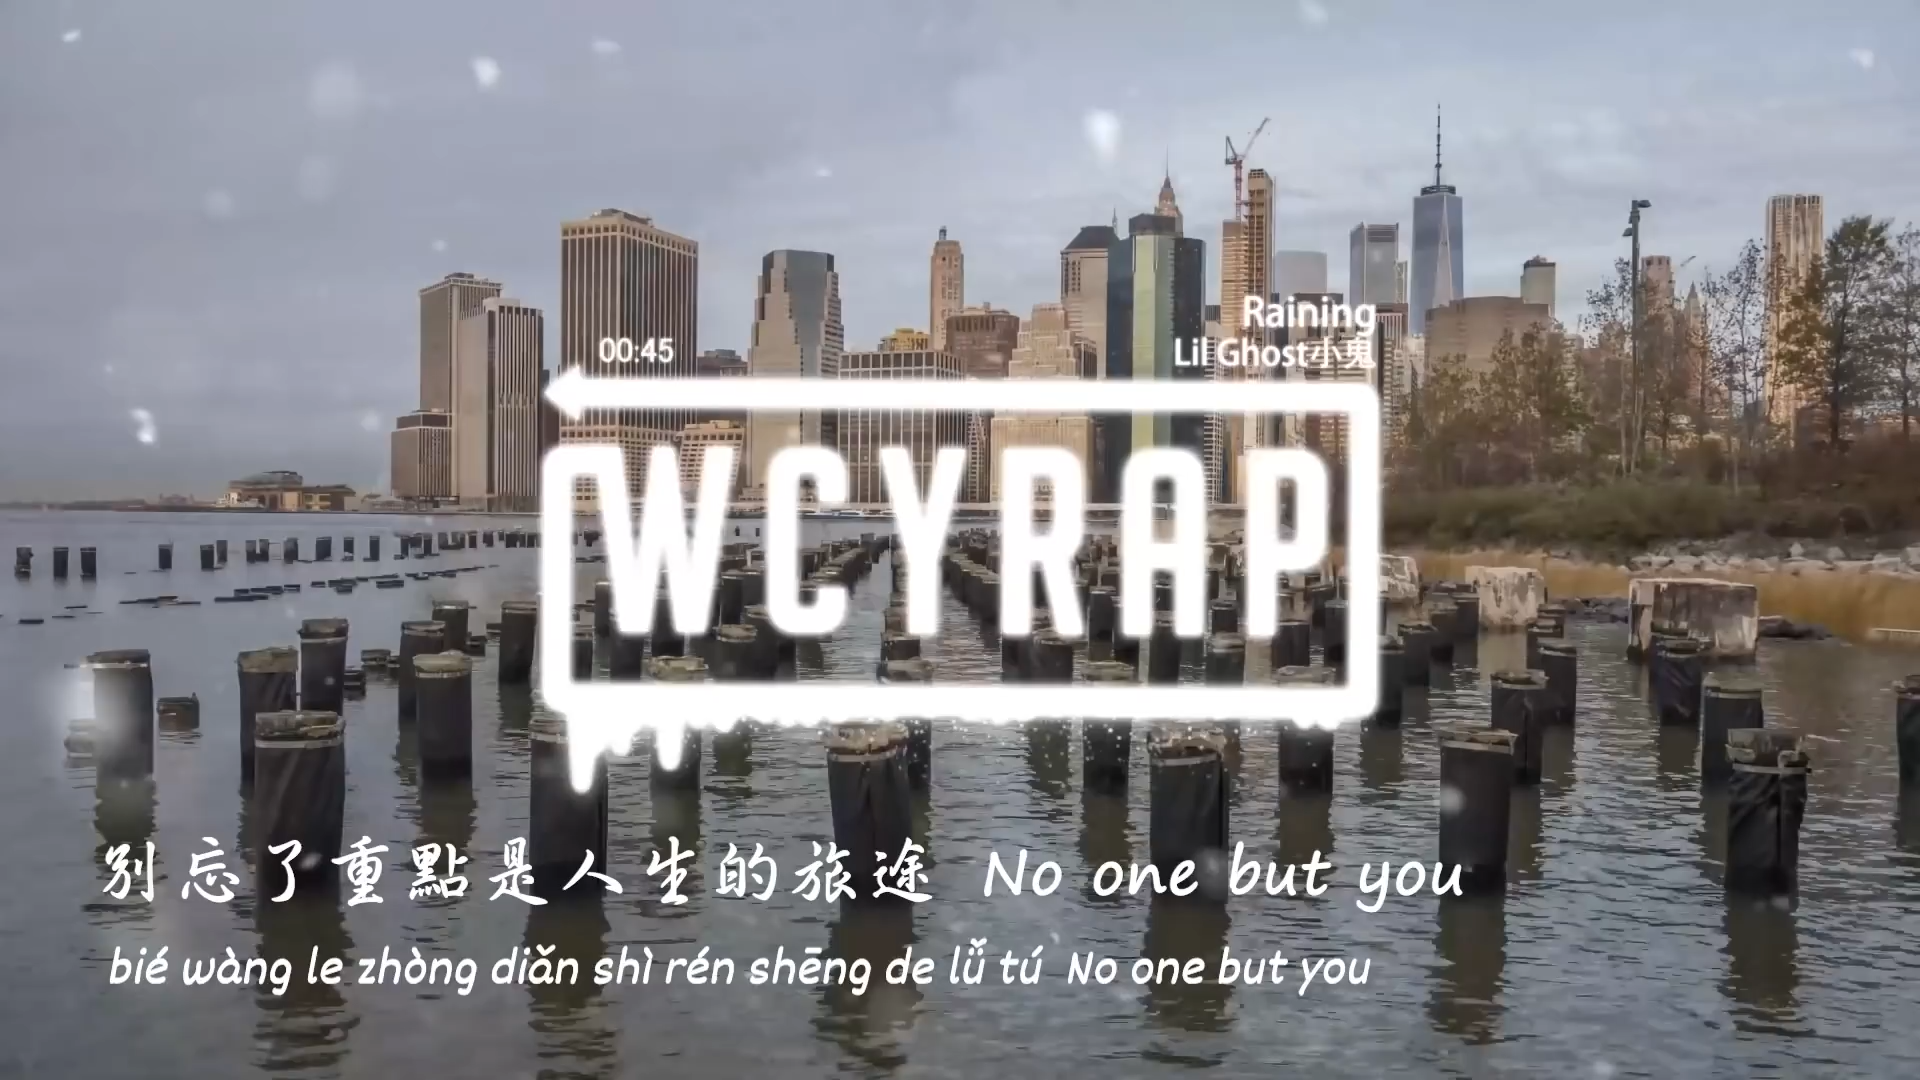 Raining
00:45
Lil Ghost小鬼
WCYRAP
別忘了重點是人生的旅途 No one but you
bié wàng le zhòng diǎn shì rén shēng de lǚ tú No one but you